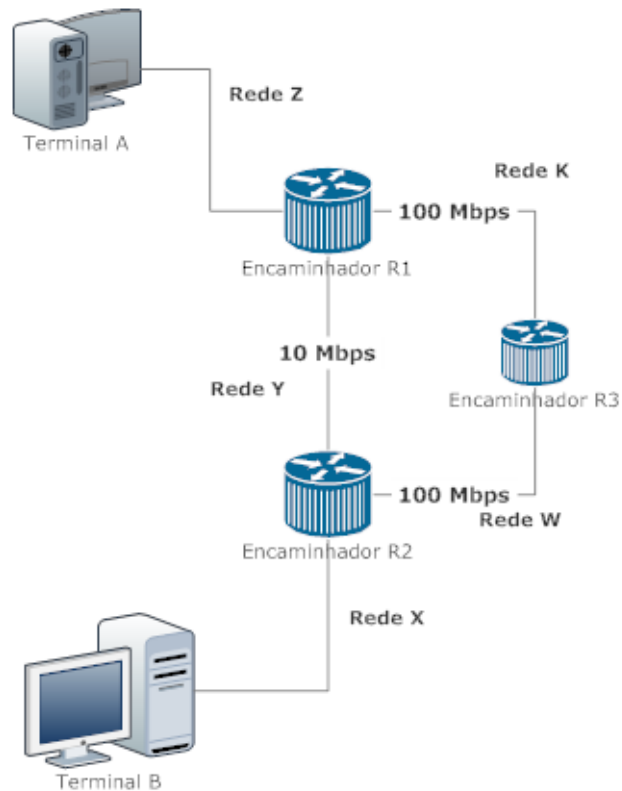 Rede Z
Terminal A
Rede K
100 Mbps
Encaminhador R1
10 Mbps
Rede Y
Encaminhador R3
100 Mbps
Rede W
Encaminhador R2
Rede X
Terminal B